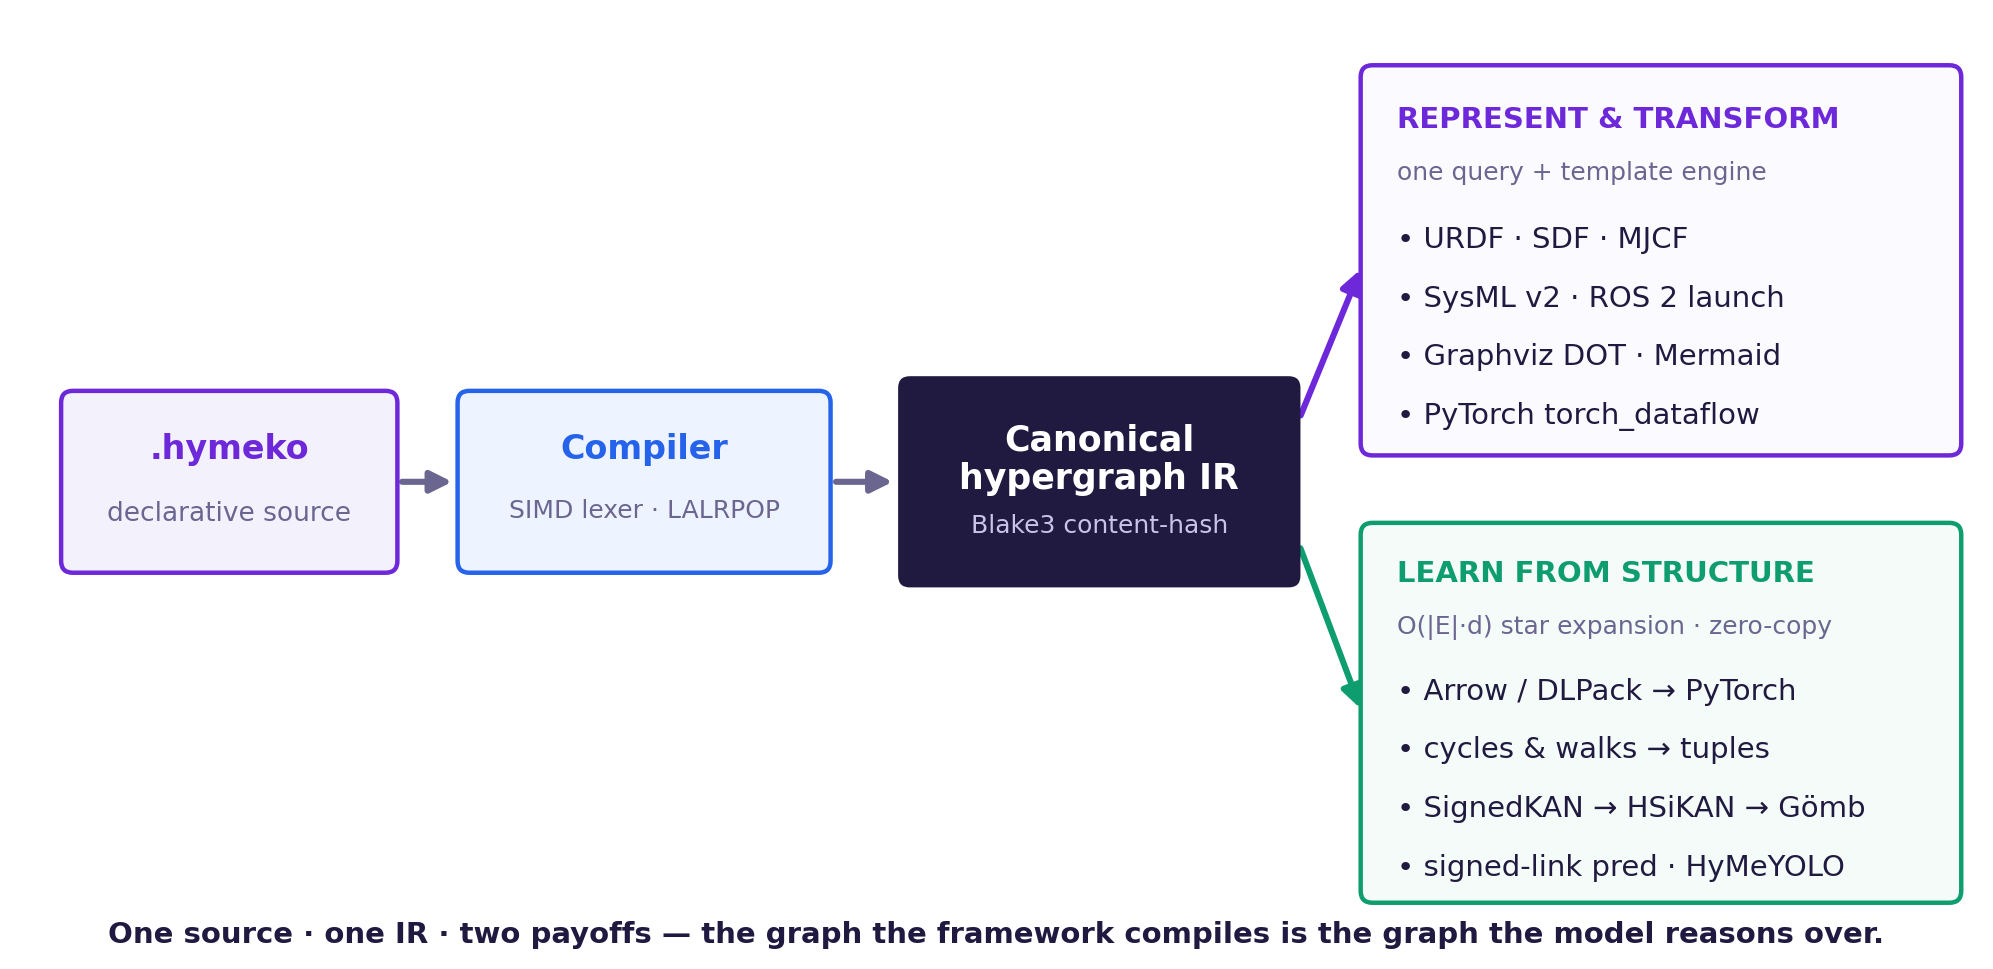 .hymeko
declarative source
Compiler
SIMD lexer · LALRPOP
Canonical
hypergraph IR
Blake3 content-hash
REPRESENT & TRANSFORM
one query + template engine
• URDF · SDF · MJCF
• SysML v2 · ROS 2 launch
• Graphviz DOT · Mermaid
• PyTorch torch_dataflow
LEARN FROM STRUCTURE
O(|E|·d) star expansion · zero-copy
• Arrow / DLPack → PyTorch
• cycles & walks → tuples
• SignedKAN → HSiKAN → Gömb
• signed-link pred · HyMeYOLO
One source · one IR · two payoffs — the graph the framework compiles is the graph the model reasons over.